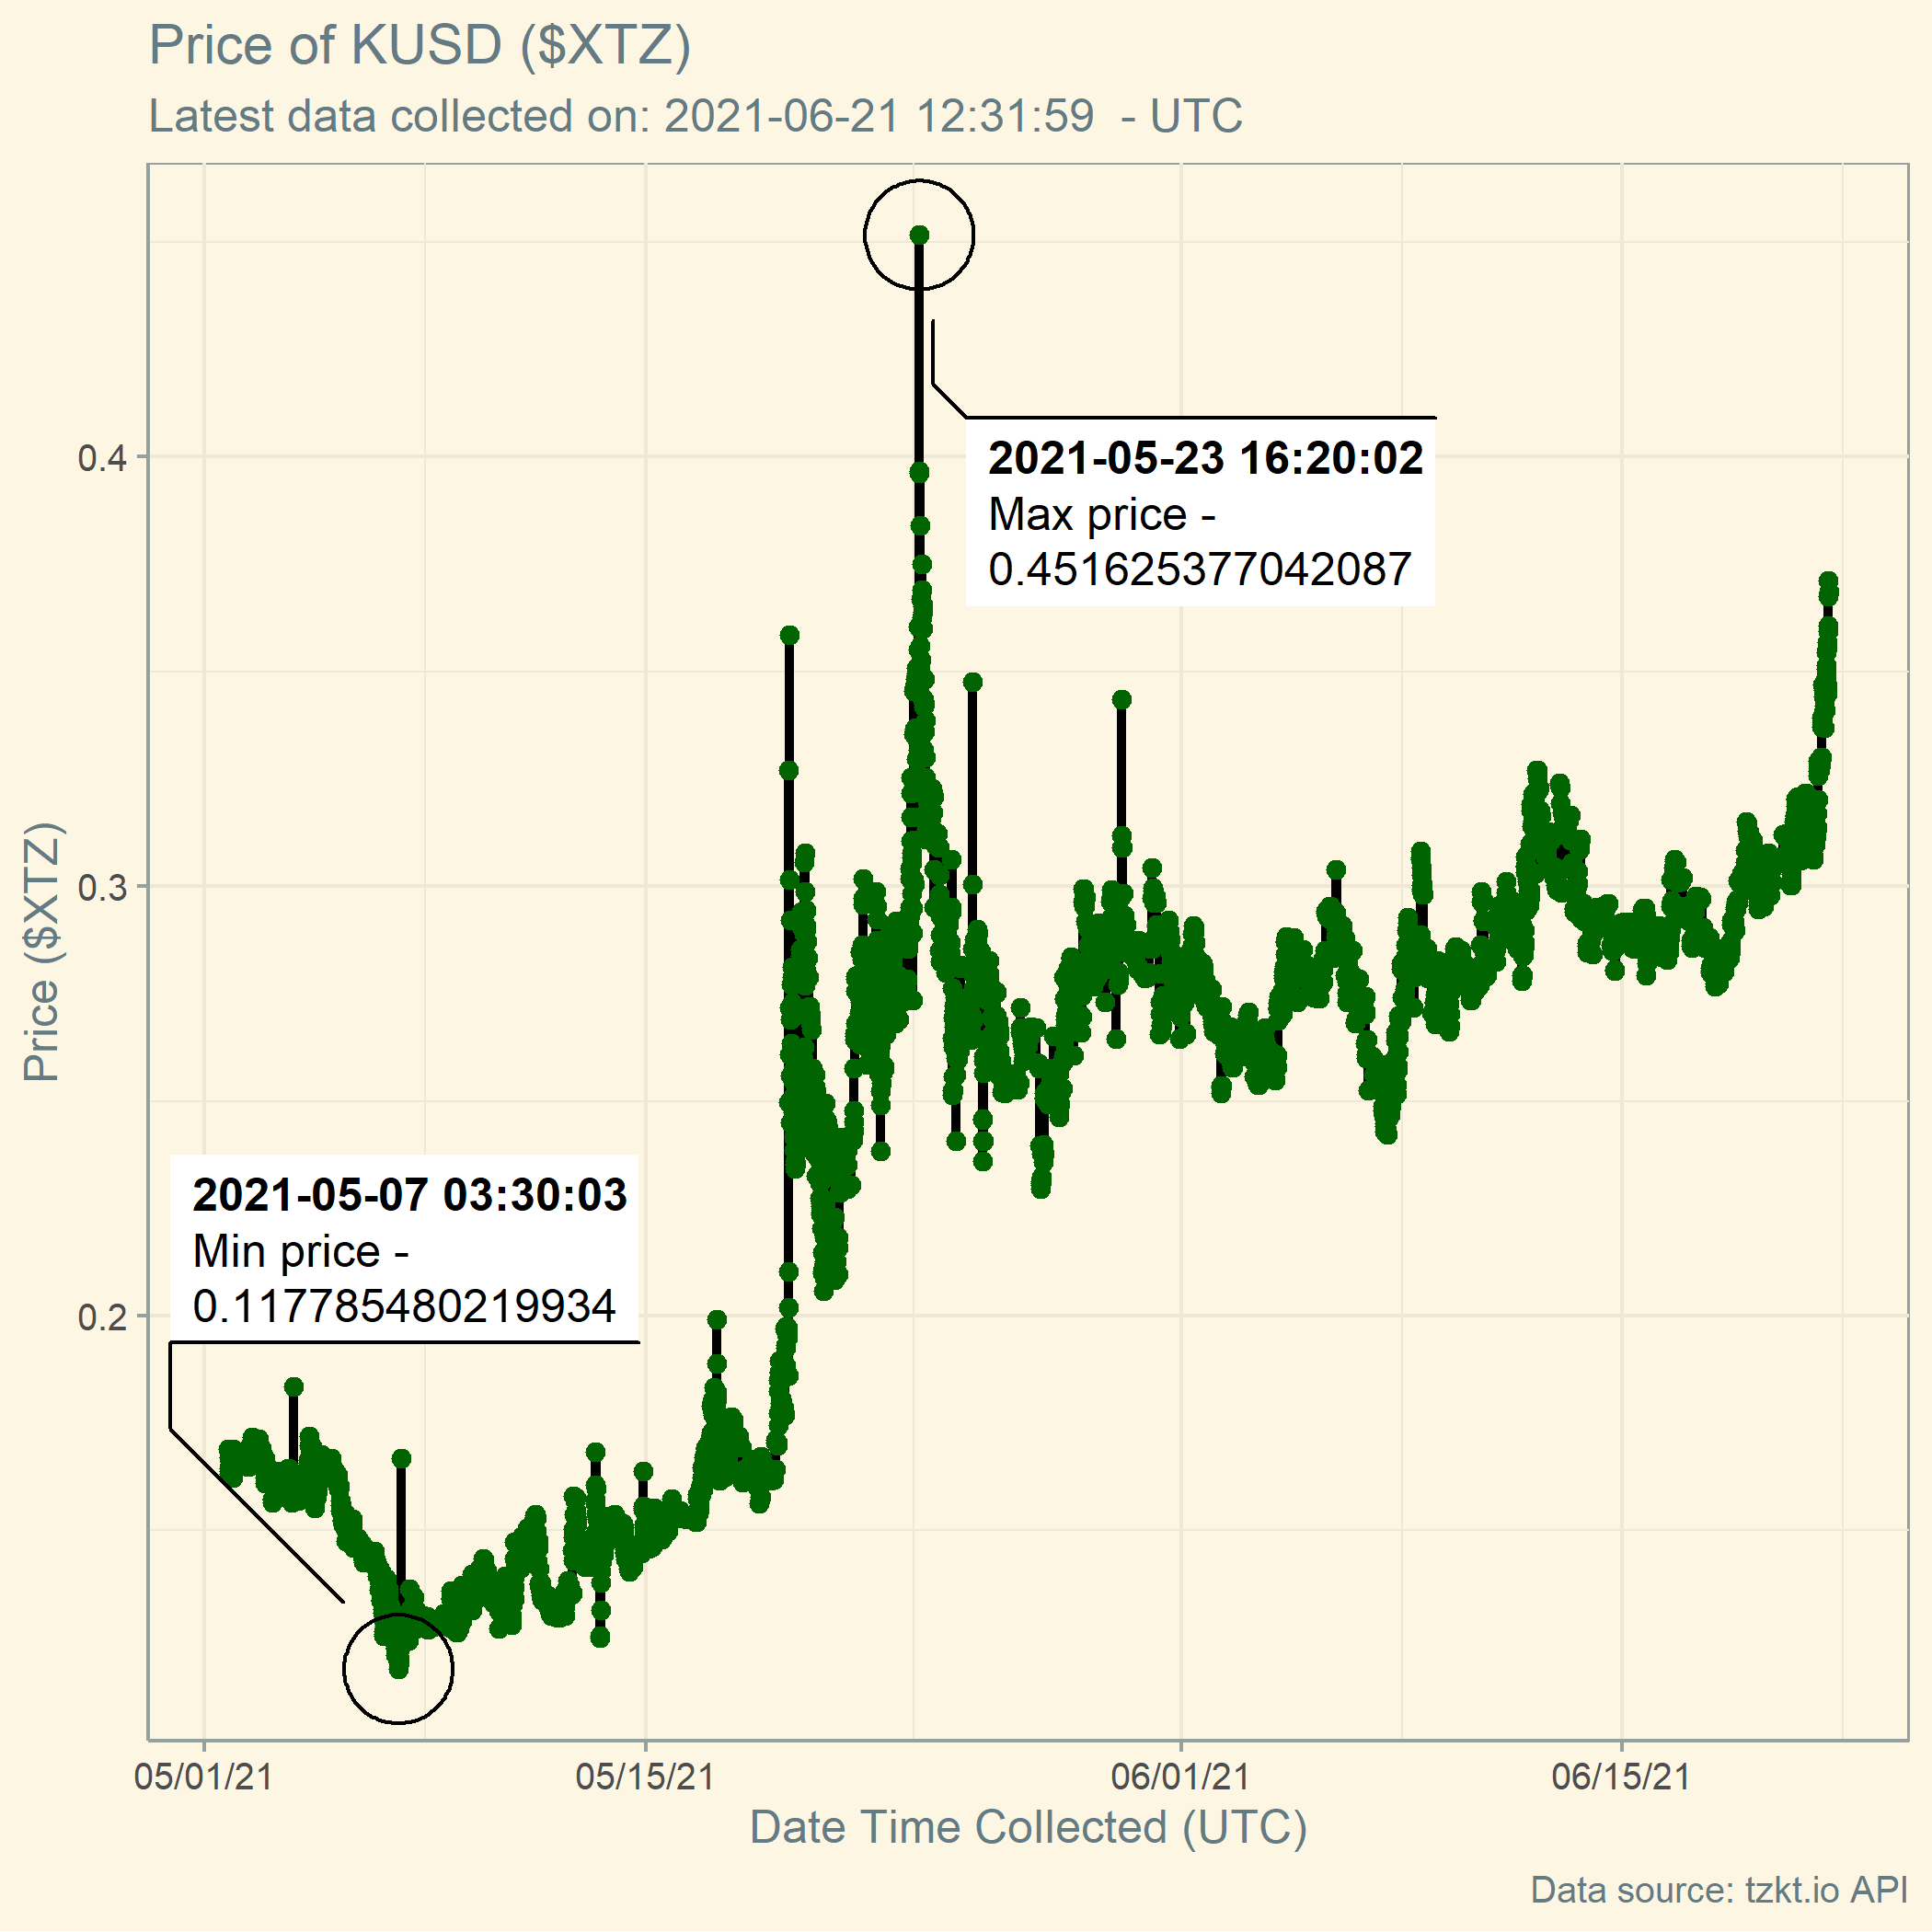 Price of KUSD ($XTZ)
Latest data collected on: 2021-06-21 12:31:59  - UTC
2021-05-23 16:20:02
Max price -
0.451625377042087
2021-05-07 03:30:03
Min price -
0.117785480219934
Price ($XTZ)
0.4
0.3
0.2
05/01/21
05/15/21
06/01/21
06/15/21
Date Time Collected (UTC)
Data source: tzkt.io API